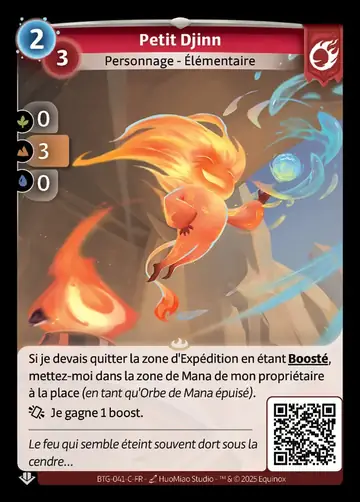 2
Petit Djinn
3
Personnage - Élémentaire
0
3
0
Si je devais quitter la zone d'Expédition en étant Boosté,
mettez-moi dans la zone de Mana de mon propriétaire
à la place (en tant qu'Orbe de Mana épuisé).
Je gagne 1 boost.
Le feu qui semble éteint souvent dort sous la
cendre...
BTG-041-C-FR - HuoMiao Studio - ™ & © 2025 Equinox